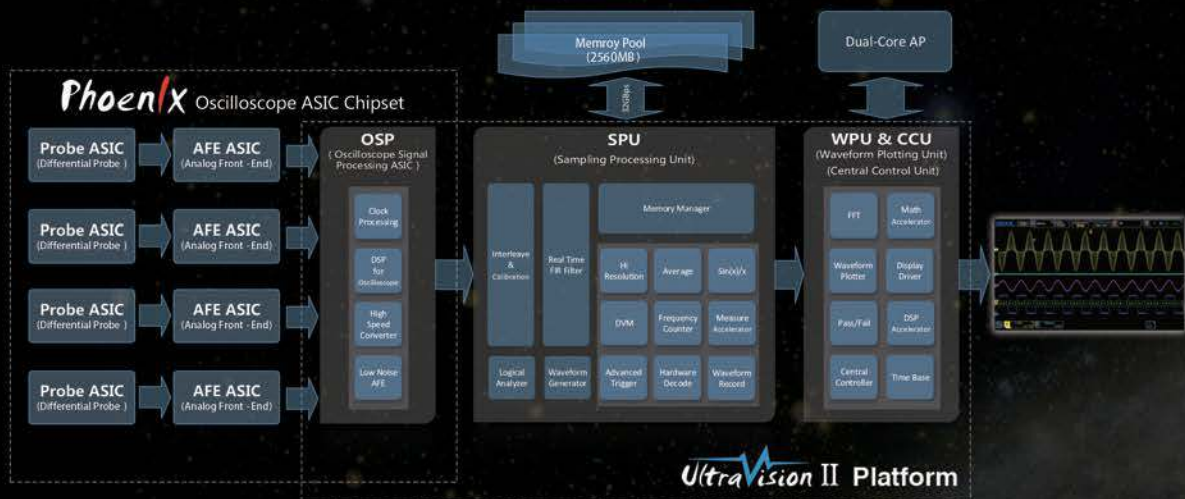 Memroy Pool
(2560MB)
Dual-Core AP
32GBps
Phoenix Oscilloscope ASIC Chipset
Probe ASIC
(Differential Probe )
AFE ASIC
(Analog Front -End)
Probe ASIC
(Differential Probe )
AFE ASIC
(Analog Front -End)
Probe ASIC
(Differential Probe )
AFE ASIC
(Analog Front -End)
Probe ASIC
(Differential Probe )
AFE ASIC
(Analog Front -End)
OSP
( Oscilloscope Signal
Processing ASIC )
Clock
Processing
DSP
for
Oscilloscope
High
Speed
Converter
Low Noise
AFE
SPU
(Sampling Processing Unit)
Interleave
&
Calibration
Real Time
FIR Filter
Memory Manager
Hi
Resolution
Average
Sin(x)/x
DVM
Frequency
Counter
Measure
Accelerator
Logical
Analyzer
Waveform
Generator
Advanced
Trigger
Hardware
Decode
Waveform
Record
WPU & CCU
(Waveform Plotting Unit)
(Central Control Unit)
FFT
Math
Accelerator
Waveform
Plotter
Display
Driver
Pass/Fail
DSP
Accelerator
Central
Controller
Time Base
UltraVision II Platform